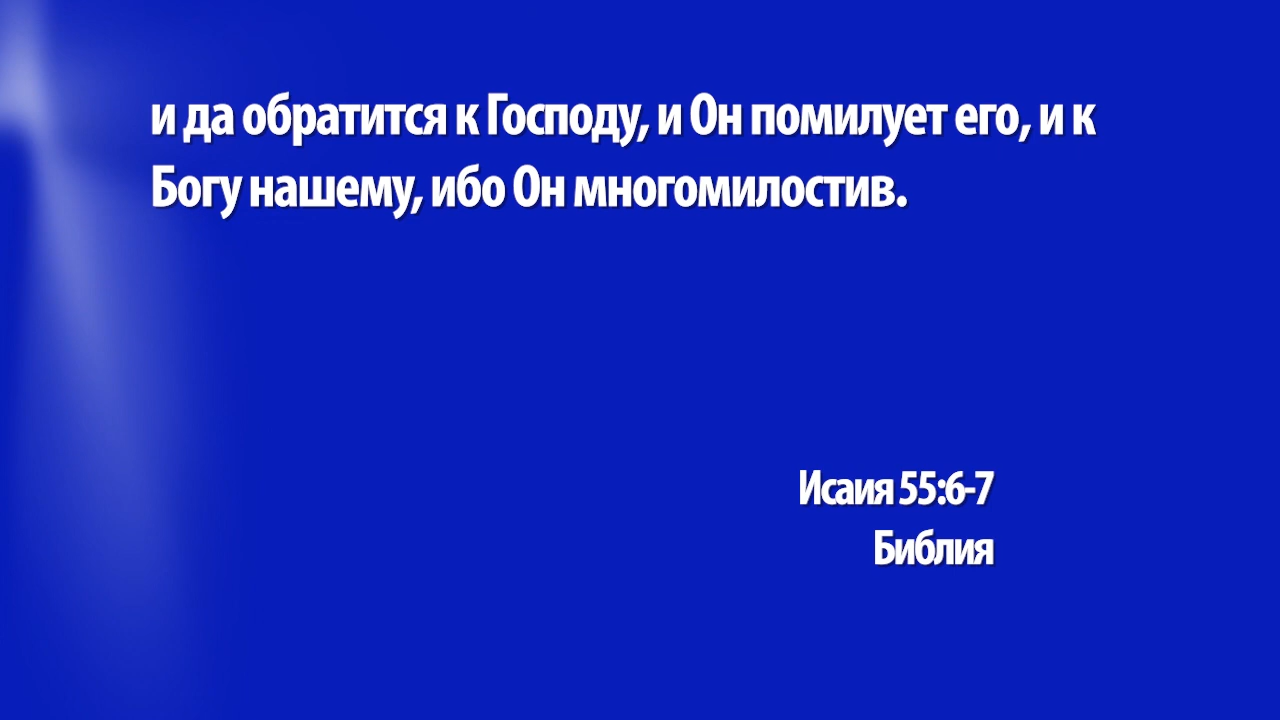 и да обратится к Господу, и Он помилует его, и к
Богу нашему, ибо Он многомилостив.
Исаия 55:6-7
Библия